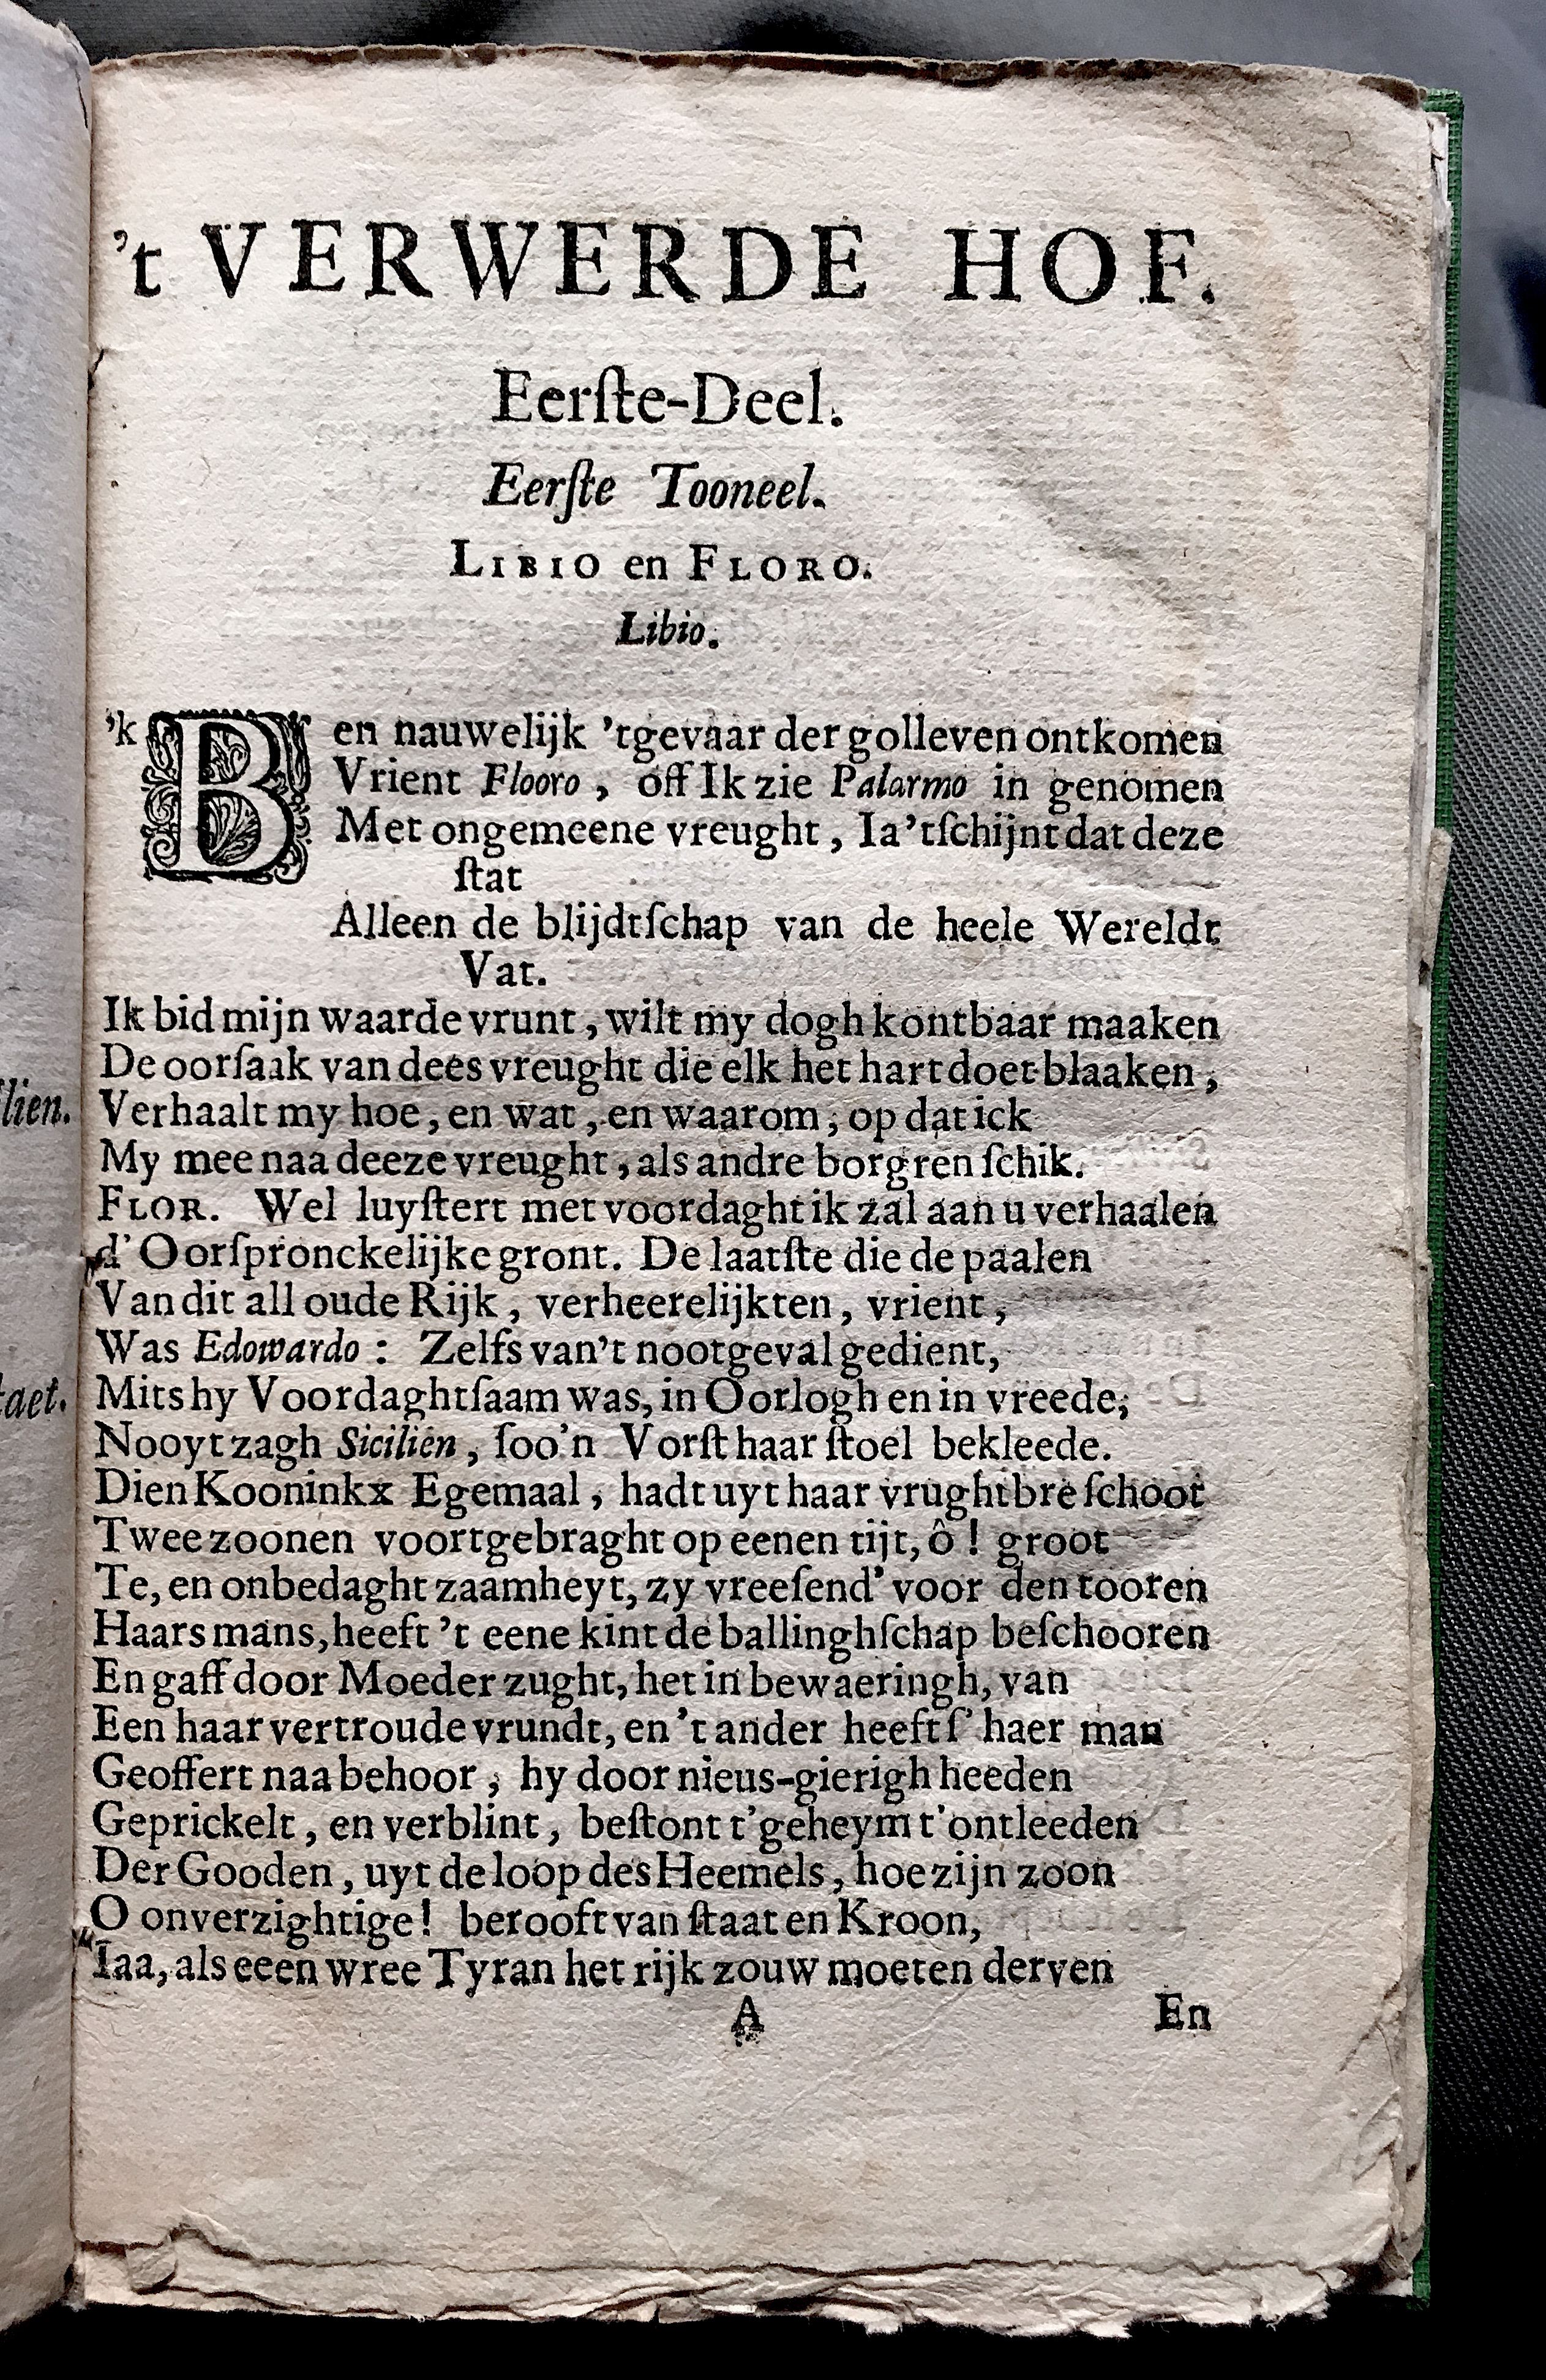 't VERWERDE HOF.
Eerſte-Deel.
Eerſte Tooneel.
LIBIO en FLORO.
Libio.
'k Ben nauwelijk 'tgevaar der golleven ontkomen
Vrient Flooro, off Ik zie Palarmo in genomen
Met ongemeene vreught, Ia'tſchijnt dat deze
ſtat
Alleen de blijdtſchap van de heele Wereldt
Vat.
Ik bid mijn waarde vrunt, wilt my dogh kontbaar maaken
De oorſaak van dees vreught die elk het hart doet blaaken,
Verhaalt my hoe, en wat, en waarom, op dat ick
My mee naa deeze vreught, als andre borgren ſchik.
FLOR. Wel luyſtert met voordaght ik zal aan u verhaalen
d'Oorſpronckelijke gront. De laatſte die de paalen
Van dit all oude Rijk, verheerelijkten, vrient,
Was Edowardo: Zelfs van't nootgeval gedient,
Mits hy Voordaghtſaam was, in Oorlogh en in vreede,
Nooyt zagh Sicilien, ſoo'n Vorſt haar ſtoel bekleede.
Dien Kooninkx Egemaal, hadt uyt haar vrughtbre ſchoot
Twee zoonen voortgebraght op eenen tijt, ô! groot
Te, en onbedaght zaamheyt, zy vreeſend' voor den tooren
Haars mans, heeft 't eene kint de ballinghſchap beſchooren
En gaff door Moeder zught, het in bewaeringh, van
Een haar vertroude vrundt, en 't ander heeft ſ' haer man
Geoffert naa behoor, hy door nieus-gierigh heeden
Geprickelt, en verblint, beſtont t'geheym t'ontleeden
Der Gooden, uyt de loop des Heemels, hoe zijn zoon
O onverzightige! berooft van ſtaat en Kroon,
Iaa, als eeen wree Tyran het rijk zouw moeten derven
A En
lien.
taet.